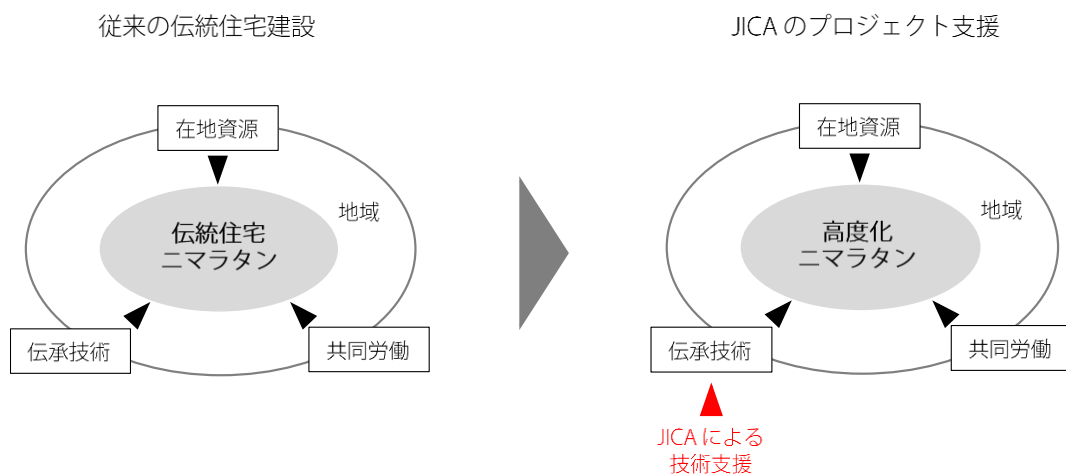 従来の伝統住宅建設
在地資源
地域
伝統住宅
ニマラタン
伝承技術
共同労働
JICA のプロジェクト支援
在地資源
地域
高度化
ニマラタン
伝承技術
共同労働
JICA による
技術支援